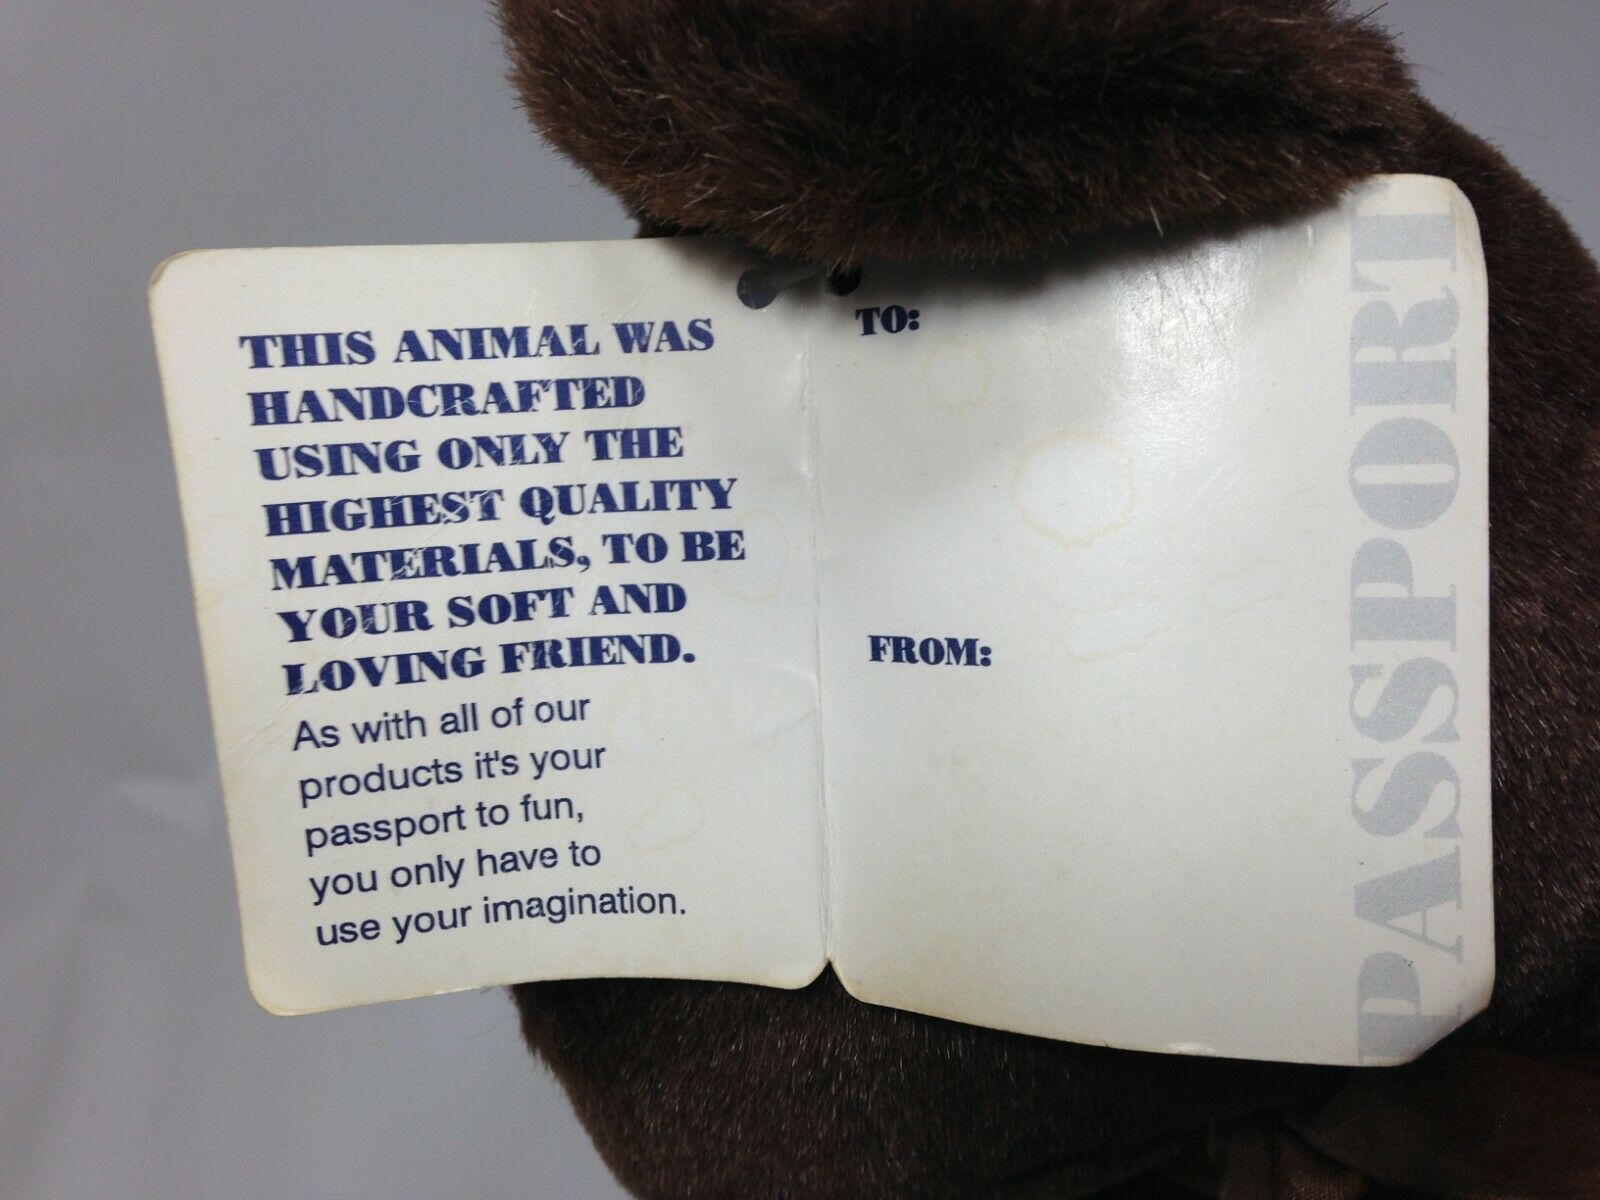 THIS ANIMAL WAS
HANDCRAFTED
USING ONLY THE
HIGHEST QUALITY
MATERIALS, TO BE
YOUR SOFT AND
LOVING FRIEND.
As with all of our
products it's your
passport to fun,
you only have to
use your imagination.
TO:
FROM:
PASSPORT